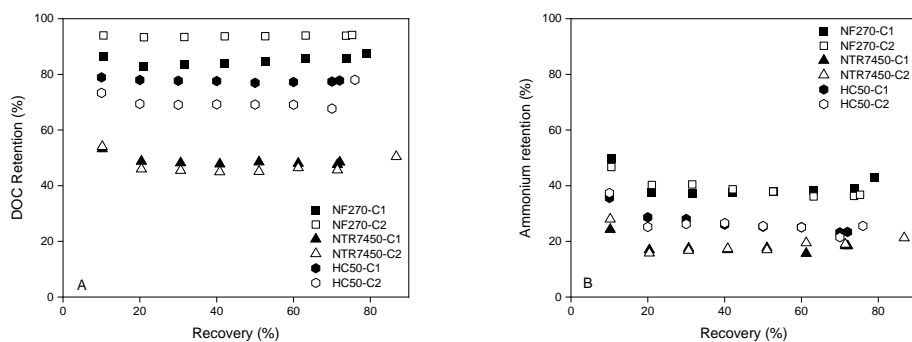 100
80
60
40
20
0
DOC Retention (%)
NF270-C1
NF270-C2
NTR7450-C1
NTR7450-C2
HC50-C1
HC50-C2
A
0 20 40 60 80
Recovery (%)
100
80
60
40
20
0
Ammonium retention (%)
NF270-C1
NF270-C2
NTR7450-C1
NTR7450-C2
HC50-C1
HC50-C2
B
0 20 40 60 80
Recovery (%)